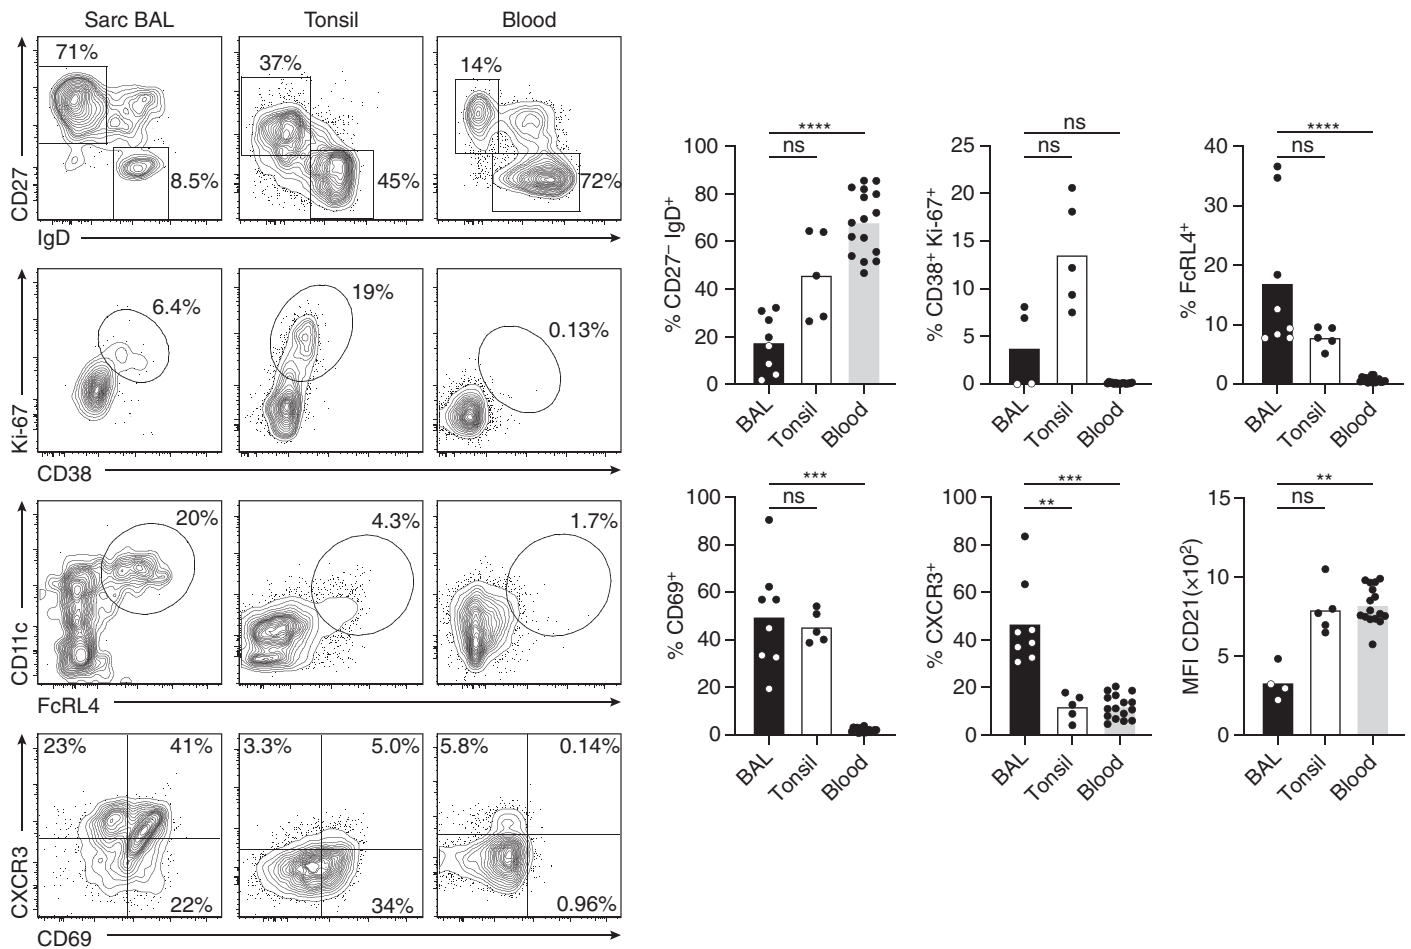 Sarc BAL Tonsil Blood
71% 37% 14%
8.5% 45% 72%
CD27
IgD
6.4% 19% 0.13%
Ki-67
CD38
20% 4.3% 1.7%
CD11c
FcRL4
23% 41% 3.3% 5.0% 5.8% 0.14%
22% 34% 0.96%
CXCR3
CD69
% CD27⁻ IgD⁺
****
ns
100
80
60
40
20
0
BAL Tonsil Blood
% CD38⁺ Ki-67⁺
ns
ns
25
20
15
10
5
0
BAL Tonsil Blood
% FcRL4⁺
****
ns
40
30
20
10
0
BAL Tonsil Blood
% CD69⁺
***
ns
100
80
60
40
20
0
BAL Tonsil Blood
% CXCR3⁺
***
**
100
80
60
40
20
0
BAL Tonsil Blood
MFI CD21(×10²)
**
ns
15
10
5
0
BAL Tonsil Blood